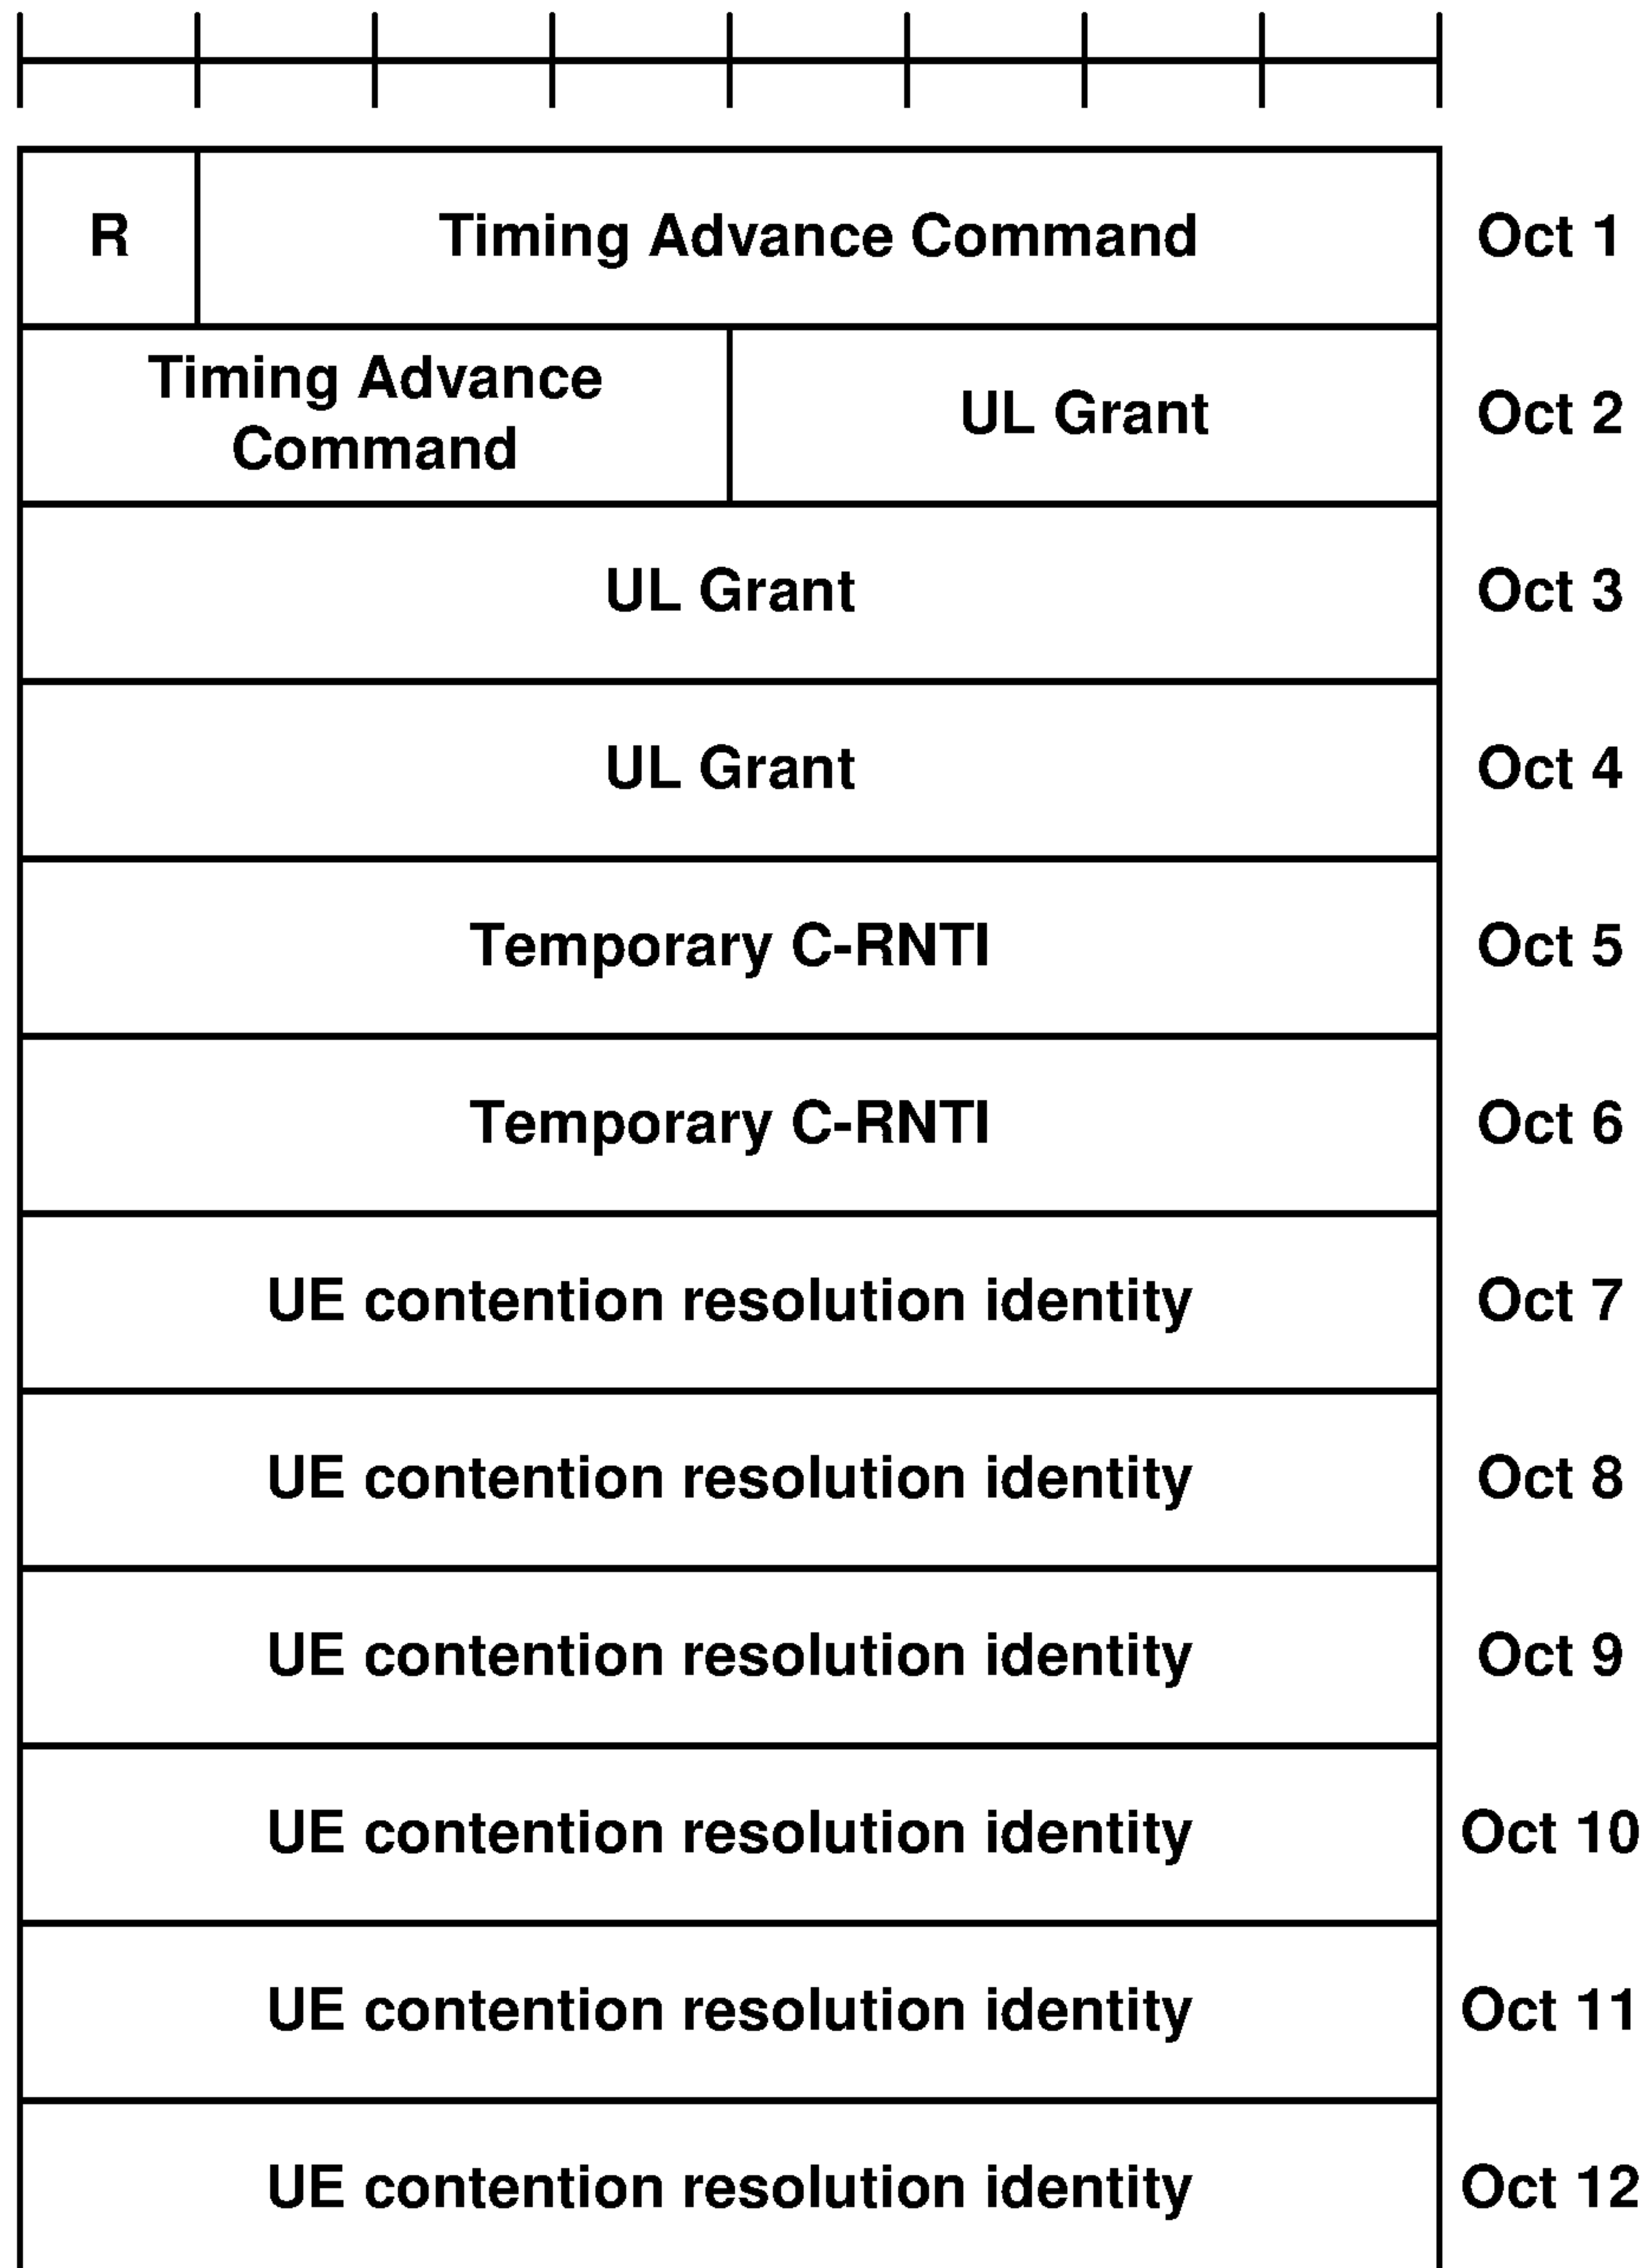 R Timing Advance Command Oct 1
Timing Advance
Command
UL Grant Oct 2
UL Grant Oct 3
UL Grant Oct 4
Temporary C-RNTI Oct 5
Temporary C-RNTI Oct 6
UE contention resolution identity Oct 7
UE contention resolution identity Oct 8
UE contention resolution identity Oct 9
UE contention resolution identity Oct 10
UE contention resolution identity Oct 11
UE contention resolution identity Oct 12